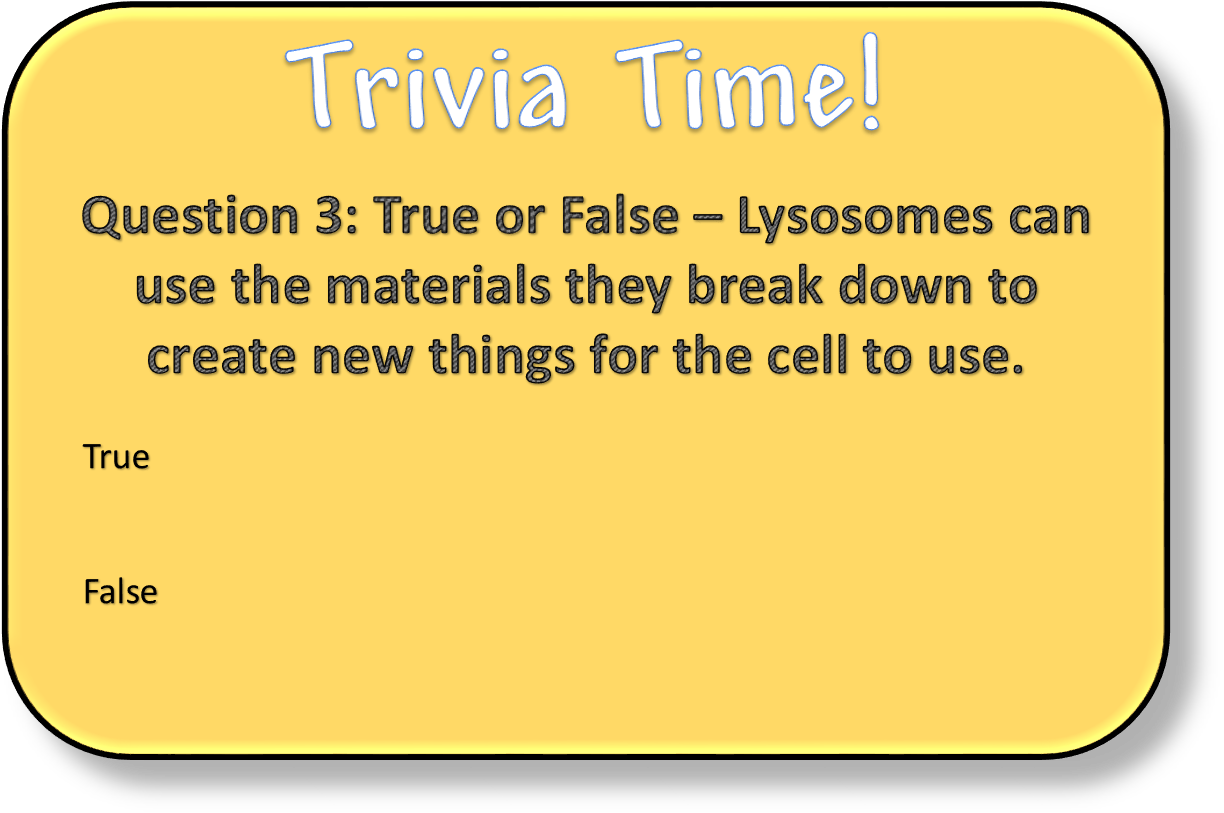 Trivia Time!
Question 3: True or False – Lysosomes can
use the materials they break down to
create new things for the cell to use.
True
False